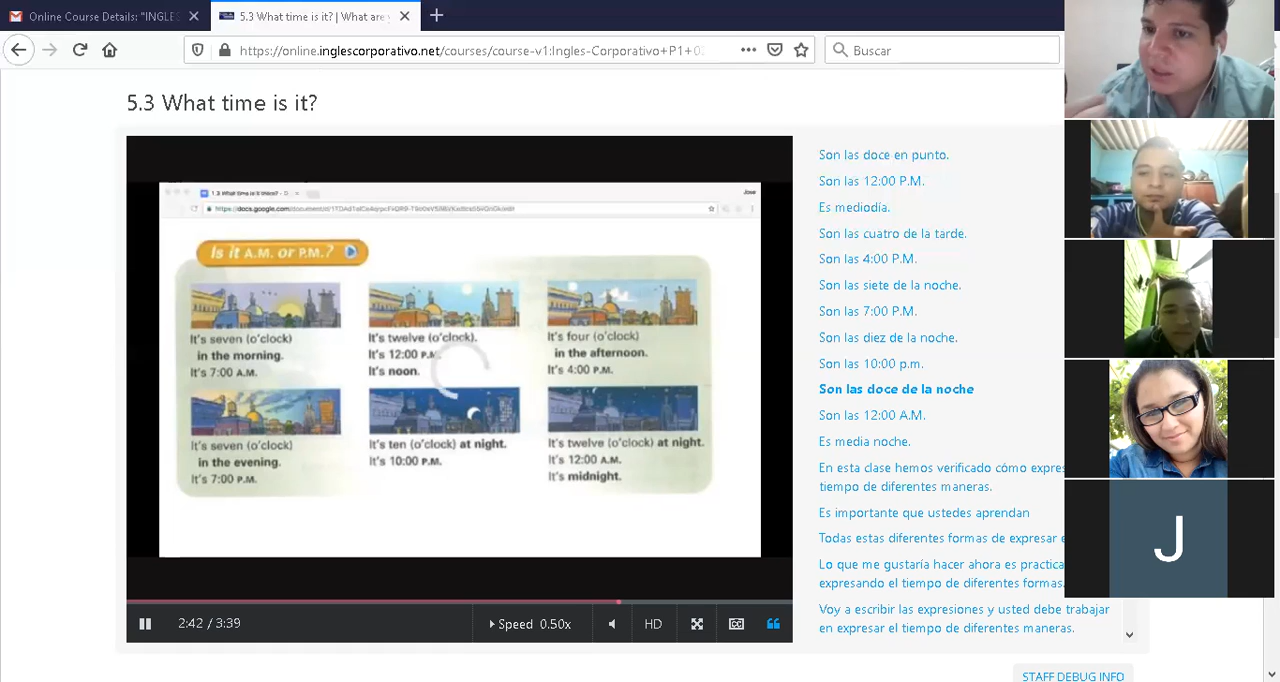 Online Course Details: "INGLES
5.3 What time is it? | What are y
https://online.inglescorporativo.net/courses/course-v1:Ingles-Corporativo+P1+0
Buscar
5.3 What time is it?
1.3 What time is it there? - D
Jose
Is it A.M. or P.M.?
It's seven (o'clock)
in the morning.
It's 7:00 A.M.
It's twelve (o'clock).
It's 12:00 P.M.
It's noon.
It's four (o'clock)
in the afternoon.
It's 4:00 P.M.
It's seven (o'clock)
in the evening.
It's 7:00 P.M.
It's ten (o'clock) at night.
It's 10:00 P.M.
It's twelve (o'clock) at night.
It's 12:00 A.M.
It's midnight.
2:42 / 3:39
Speed 0.50x
HD
Son las doce en punto.
Son las 12:00 P.M.
Es mediodía.
Son las cuatro de la tarde.
Son las 4:00 P.M.
Son las siete de la noche.
Son las 7:00 P.M.
Son las diez de la noche.
Son las 10:00 p.m.
Son las doce de la noche
Son las 12:00 A.M.
Es media noche.
En esta clase hemos verificado cómo expres
tiempo de diferentes maneras.
Es importante que ustedes aprendan
Todas estas diferentes formas de expresar e
Lo que me gustaría hacer ahora es practica
expresando el tiempo de diferentes formas.
Voy a escribir las expresiones y usted debe trabajar
en expresar el tiempo de diferentes maneras.
STAFF DEBUG INFO
J